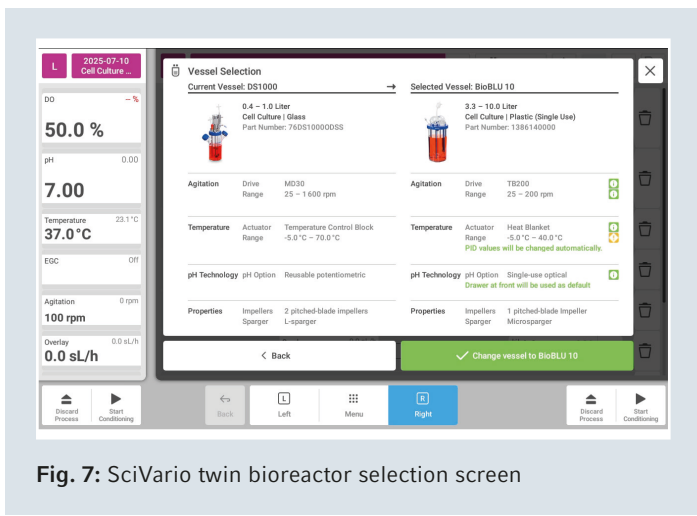 L
2025-07-10
Cell Culture ...
DO – %
50.0 %
pH 0.00
7.00
Temperature 23.1°C
37.0°C
EGC Off
Agitation 0 rpm
100 rpm
Overlay 0.0 sL/h
0.0 sL/h
Vessel Selection
Current Vessel: DS1000 → Selected Vessel: BioBLU 10
0.4 – 1.0 Liter
Cell Culture | Glass
Part Number: 76DS10000DSS
3.3 – 10.0 Liter
Cell Culture | Plastic (Single Use)
Part Number: 1386140000
Agitation Drive MD30
Range 25 – 1 600 rpm
Agitation Drive TB200
Range 25 – 200 rpm
Temperature Actuator Temperature Control Block
Range -5.0°C – 70.0°C
Temperature Actuator Heat Blanket
Range -5.0°C – 40.0°C
PID values will be changed automatically.
pH Technology pH Option Reusable potentiometric
pH Technology pH Option Single-use optical
Drawer at front will be used as default
Properties Impellers 2 pitched-blade impellers
Sparger L-sparger
Properties Impellers 1 pitched-blade Impeller
Sparger Microsparger
< Back
Change vessel to BioBLU 10
Discard Process
Start Conditioning
Back
L
Left
Menu
R
Right
Discard Process
Start Conditioning
Fig. 7: SciVario twin bioreactor selection screen